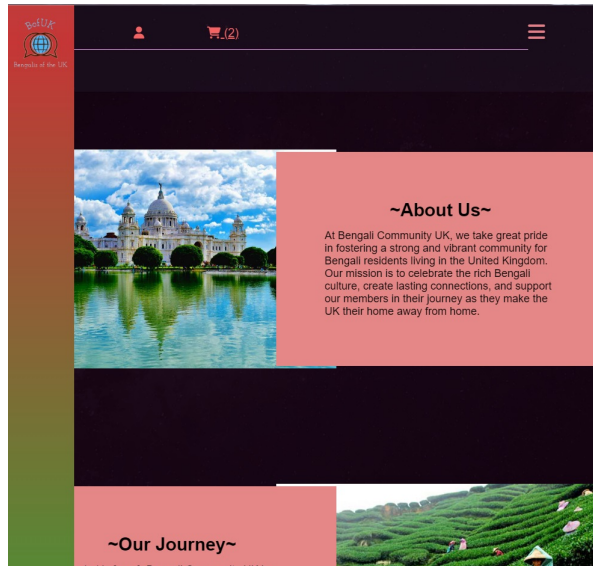 BofUK
Bengalis of the UK
(2)
~About Us~
At Bengali Community UK, we take great pride
in fostering a strong and vibrant community for
Bengali residents living in the United Kingdom.
Our mission is to celebrate the rich Bengali
culture, create lasting connections, and support
our members in their journey as they make the
UK their home away from home.
~Our Journey~